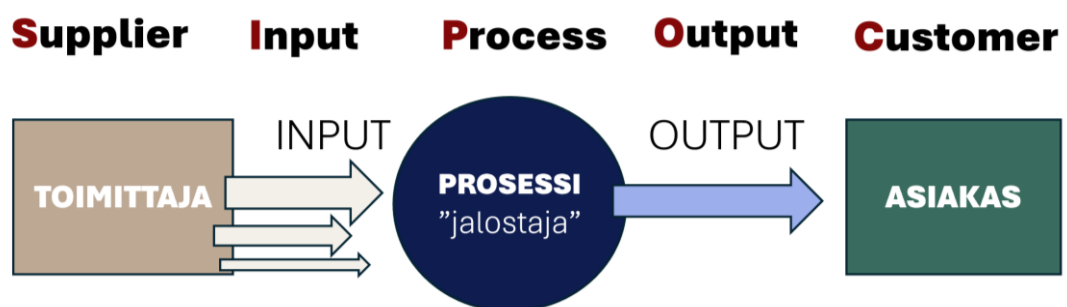 Supplier Input Process Output Customer
INPUT OUTPUT
TOIMITTAJA PROSESSI ASIAKAS
”jalostaja”